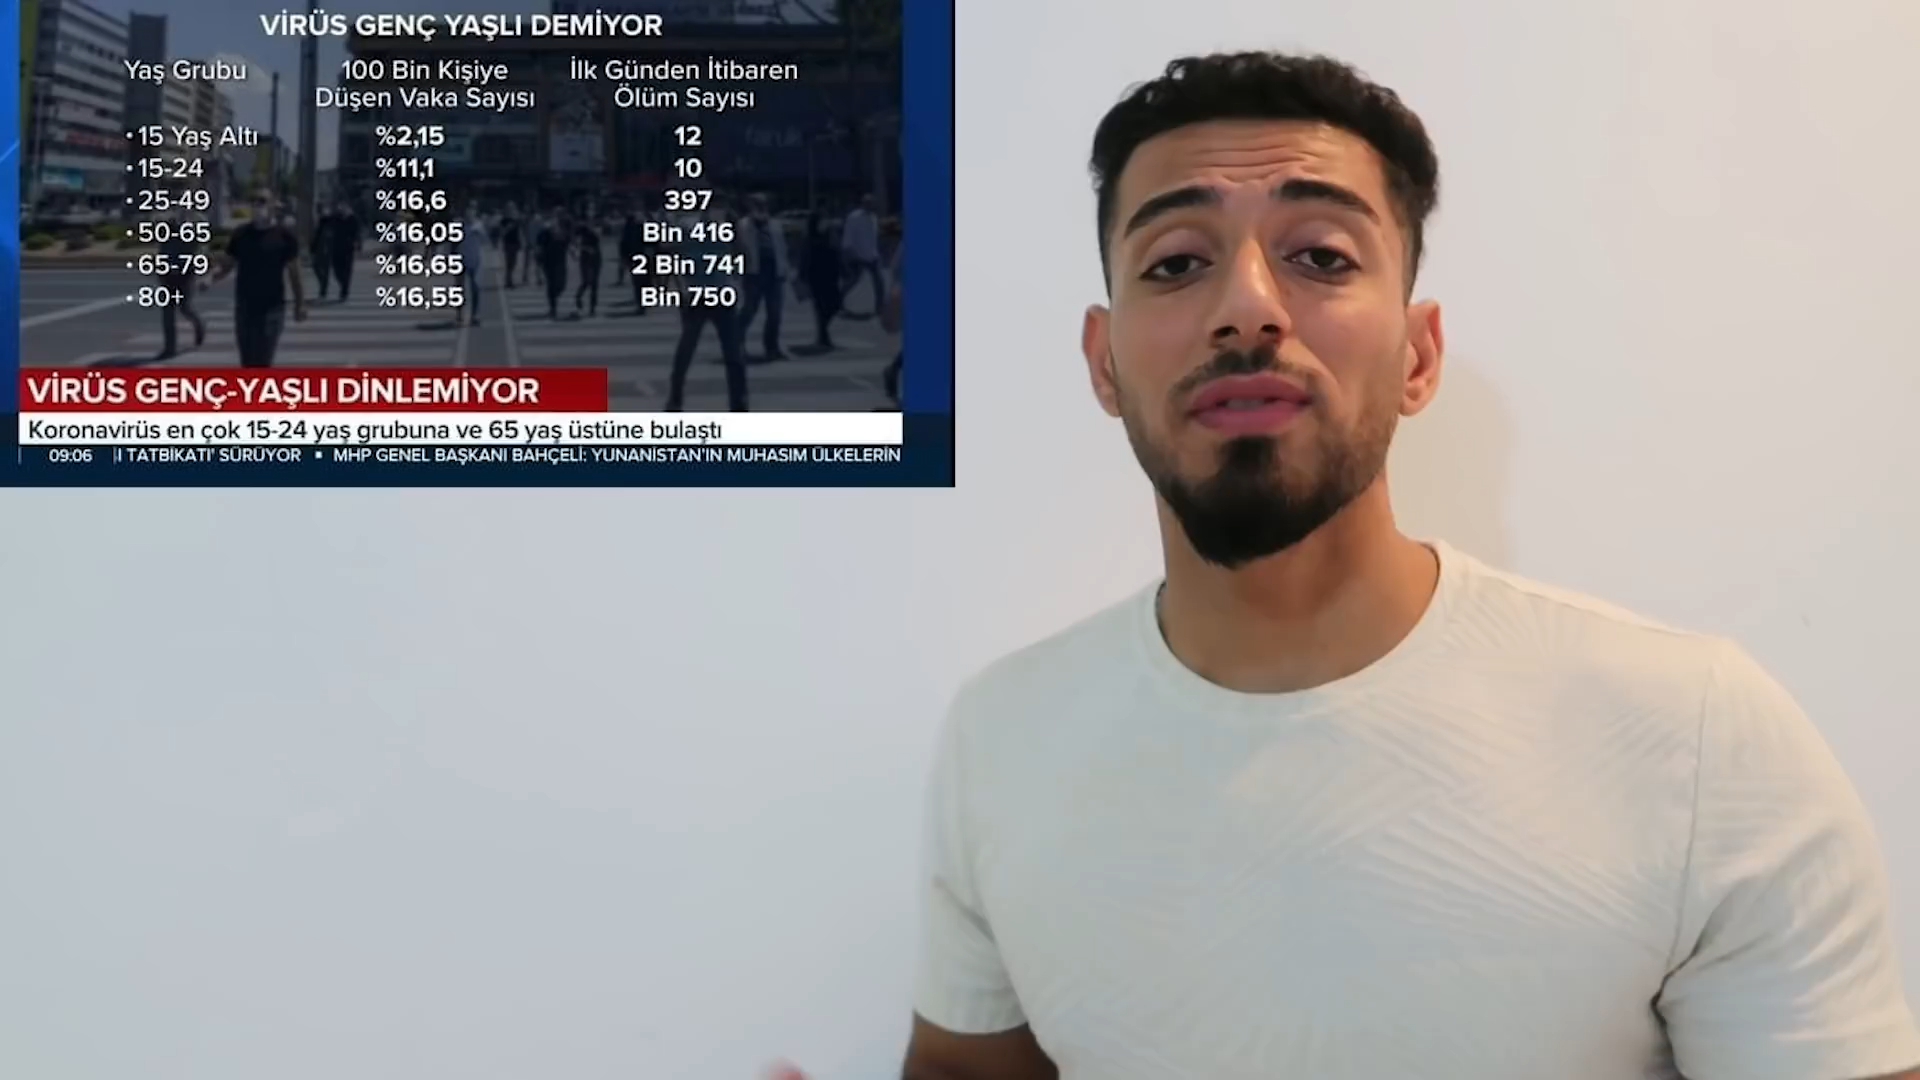 VİRÜS GENÇ YAŞLI DEMİYOR
Yaş Grubu 100 Bin Kişiye Düşen Vaka Sayısı İlk Günden İtibaren Ölüm Sayısı
• 15 Yaş Altı %2,15 12
• 15-24 %11,1 10
• 25-49 %16,6 397
• 50-65 %16,05 Bin 416
• 65-79 %16,65 2 Bin 741
• 80+ %16,55 Bin 750
VİRÜS GENÇ-YAŞLI DİNLEMİYOR
Koronavirüs en çok 15-24 yaş grubuna ve 65 yaş üstüne bulaştı
09:06 I TATBİKATI' SÜRÜYOR ▪ MHP GENEL BAŞKANI BAHÇELİ: YUNANİSTAN'IN MUHASIM ÜLKELERİN